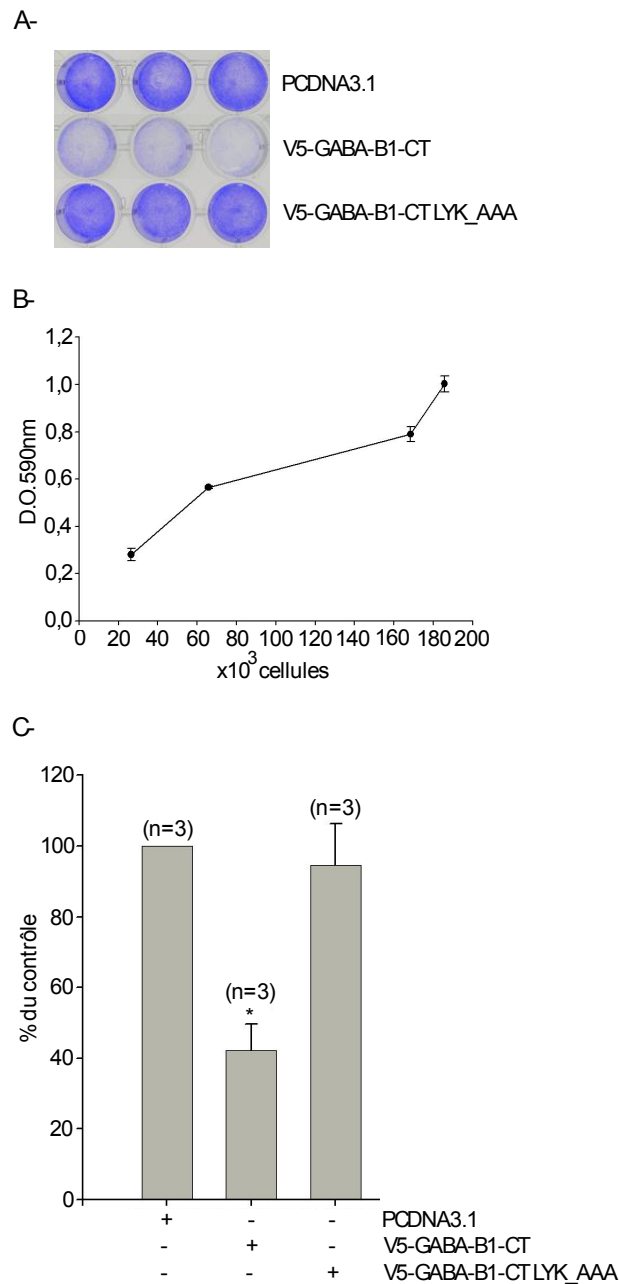 A-
PCDNA3.1
V5-GABA-B1-CT
V5-GABA-B1-CT LYK_AAA
B-
1,2
1,0
0,8
0,6
0,4
0,2
0,0
D.O.590nm
0 20 40 60 80 100 120 140 160 180 200
x10³ cellules
C-
120
100
80
60
40
20
0
% du contrôle
(n=3)
(n=3)
*
(n=3)
+ - - PCDNA3.1
- + - V5-GABA-B1-CT
- - + V5-GABA-B1-CT LYK_AAA